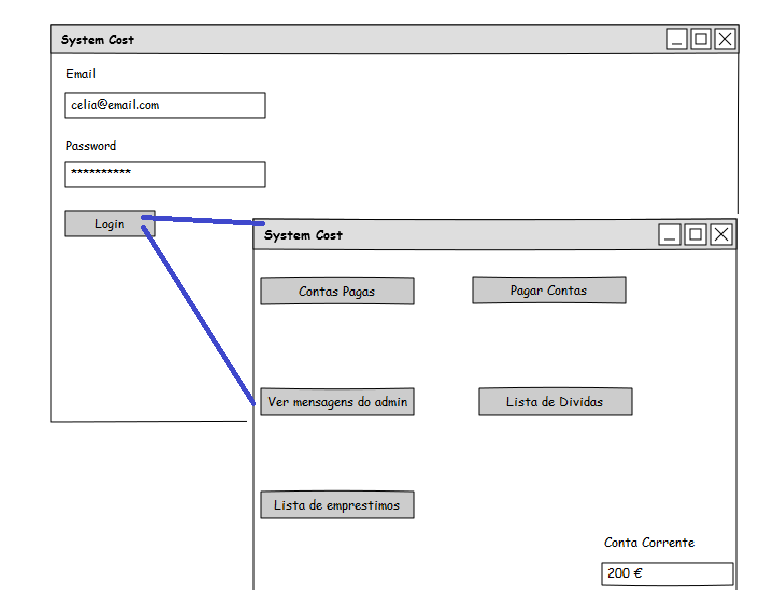 System Cost
Email
celia@email.com
Password
**********
Login
System Cost
Contas Pagas
Pagar Contas
Ver mensagens do admin
Lista de Dividas
Lista de emprestimos
Conta Corrente
200 €